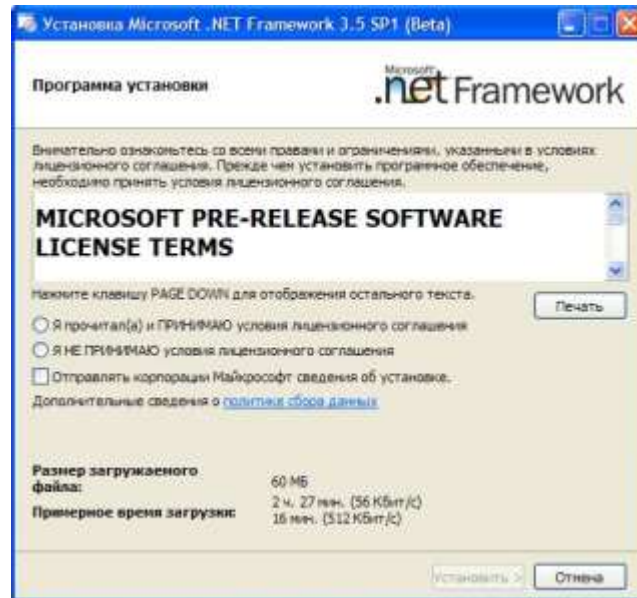 Установка Microsoft .NET Framework 3.5 SP1 (Beta)
Программа установки
Microsoft
.net Framework
Внимательно ознакомьтесь со всеми правами и ограничениями, указанными в условиях
лицензионного соглашения. Прежде чем установить программное обеспечение,
необходимо принять условия лицензионного соглашения.
MICROSOFT PRE-RELEASE SOFTWARE
LICENSE TERMS
Нажмите клавишу PAGE DOWN для отображения остального текста.
Печать
Я прочитал(а) и ПРИНИМАЮ условия лицензионного соглашения
Я НЕ ПРИНИМАЮ условия лицензионного соглашения
Отправлять корпорации Майкрософт сведения об установке.
Дополнительные сведения о политике сбора данных
Размер загружаемого
файла:
60 МБ
Примерное время загрузки:
2 ч. 27 мин. (56 Кбит/с)
16 мин. (512 Кбит/с)
Установить >
Отмена